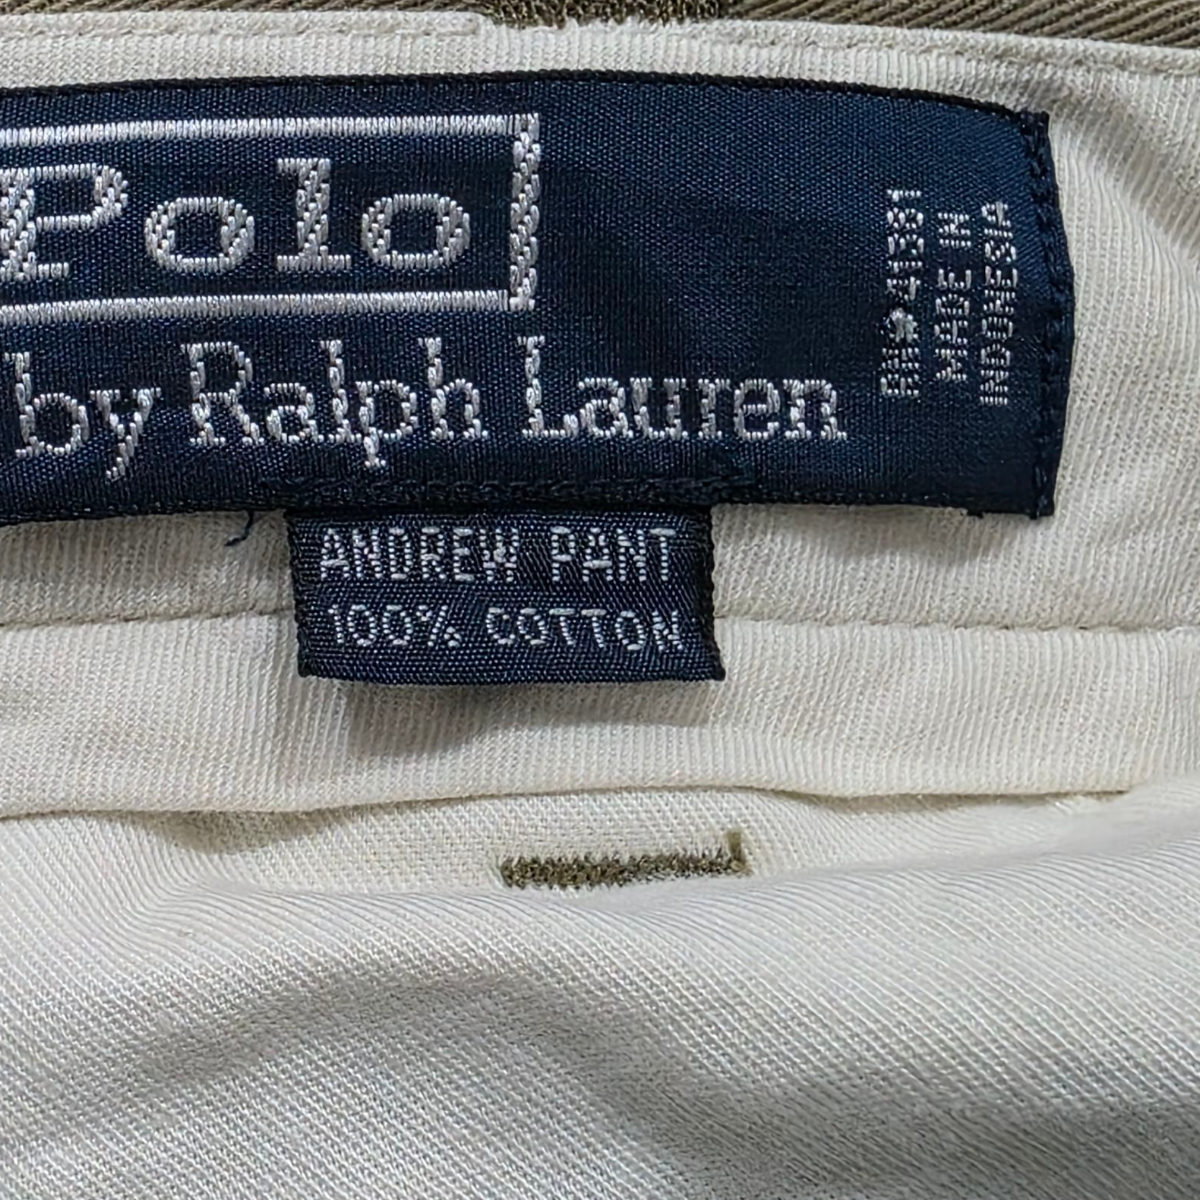 Polo
by Ralph Lauren
RN 41381
MADE IN
INDONESIA
ANDREW PANT
100% COTTON